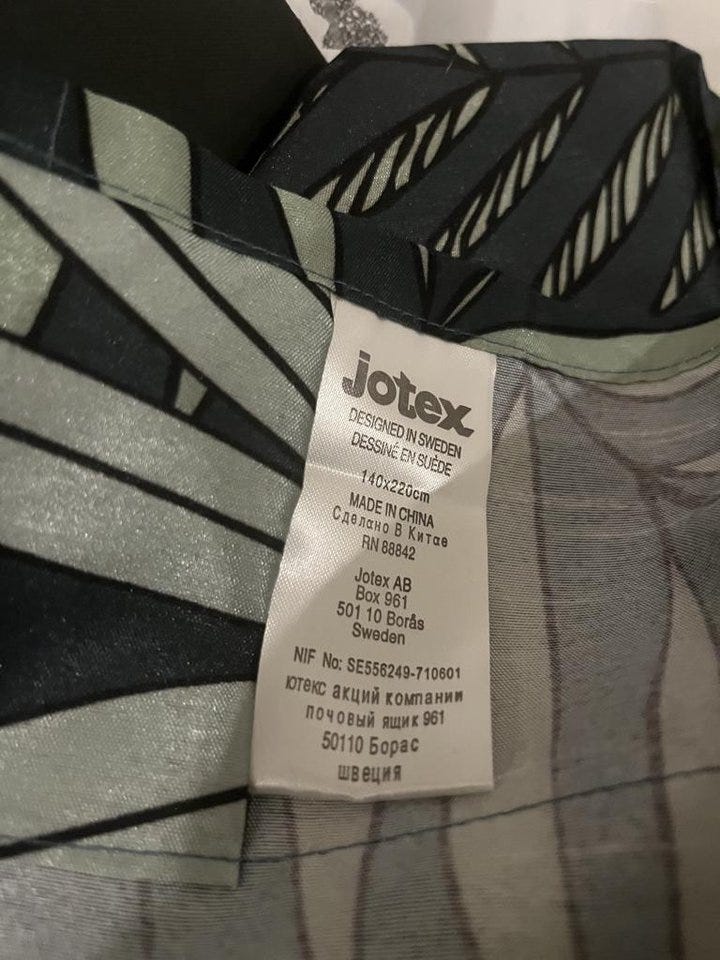 jotex
DESIGNED IN SWEDEN
DESSINÉ EN SUÈDE
140x220cm
MADE IN CHINA
Сделано В Китае
RN 88842
Jotex AB
Box 961
501 10 Borås
Sweden
NIF No: SE556249-710601
ютекс акций компании
почовый ящик 961
50110 Борас
швеция